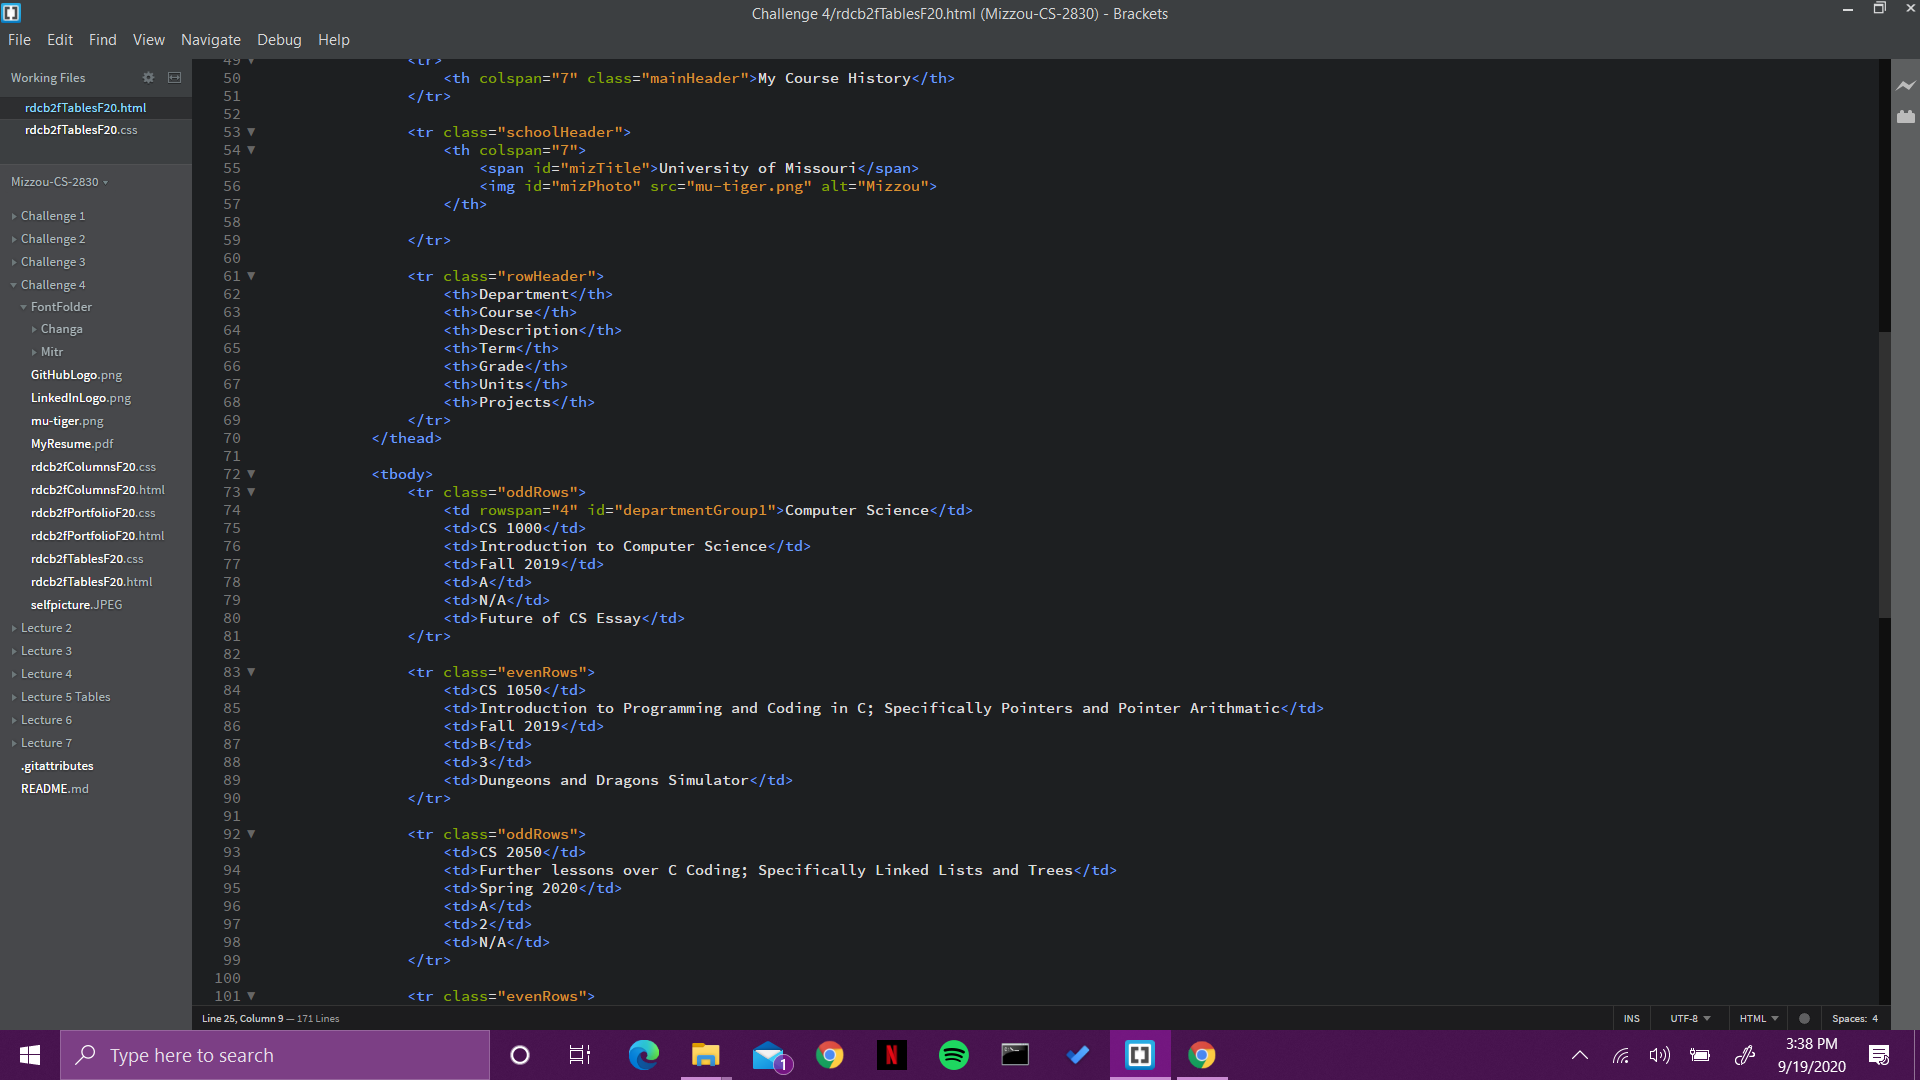 Challenge 4/rdcb2fTablesF20.html (Mizzou-CS-2830) - Brackets
File Edit Find View Navigate Debug Help
Working Files
rdcb2fTablesF20.html
rdcb2fTablesF20.css
Mizzou-CS-2830
Challenge 1
Challenge 2
Challenge 3
Challenge 4
FontFolder
Changa
Mitr
GitHubLogo.png
LinkedInLogo.png
mu-tiger.png
MyResume.pdf
rdcb2fColumnsF20.css
rdcb2fColumnsF20.html
rdcb2fPortfolioF20.css
rdcb2fPortfolioF20.html
rdcb2fTablesF20.css
rdcb2fTablesF20.html
selfpicture.JPEG
Lecture 2
Lecture 3
Lecture 4
Lecture 5 Tables
Lecture 6
Lecture 7
.gitattributes
README.md
49 <tr>
50 <th colspan="7" class="mainHeader">My Course History</th>
51 </tr>
52
53 <tr class="schoolHeader">
54 <th colspan="7">
55 <span id="mizTitle">University of Missouri</span>
56 <img id="mizPhoto" src="mu-tiger.png" alt="Mizzou">
57 </th>
58
59 </tr>
60
61 <tr class="rowHeader">
62 <th>Department</th>
63 <th>Course</th>
64 <th>Description</th>
65 <th>Term</th>
66 <th>Grade</th>
67 <th>Units</th>
68 <th>Projects</th>
69 </tr>
70 </thead>
71
72 <tbody>
73 <tr class="oddRows">
74 <td rowspan="4" id="departmentGroup1">Computer Science</td>
75 <td>CS 1000</td>
76 <td>Introduction to Computer Science</td>
77 <td>Fall 2019</td>
78 <td>A</td>
79 <td>N/A</td>
80 <td>Future of CS Essay</td>
81 </tr>
82
83 <tr class="evenRows">
84 <td>CS 1050</td>
85 <td>Introduction to Programming and Coding in C; Specifically Pointers and Pointer Arithmatic</td>
86 <td>Fall 2019</td>
87 <td>B</td>
88 <td>3</td>
89 <td>Dungeons and Dragons Simulator</td>
90 </tr>
91
92 <tr class="oddRows">
93 <td>CS 2050</td>
94 <td>Further lessons over C Coding; Specifically Linked Lists and Trees</td>
95 <td>Spring 2020</td>
96 <td>A</td>
97 <td>2</td>
98 <td>N/A</td>
99 </tr>
100
101 <tr class="evenRows">
Line 25, Column 9 — 171 Lines
INS UTF-8 HTML Spaces: 4
Type here to search
1
N
3:38 PM
9/19/2020